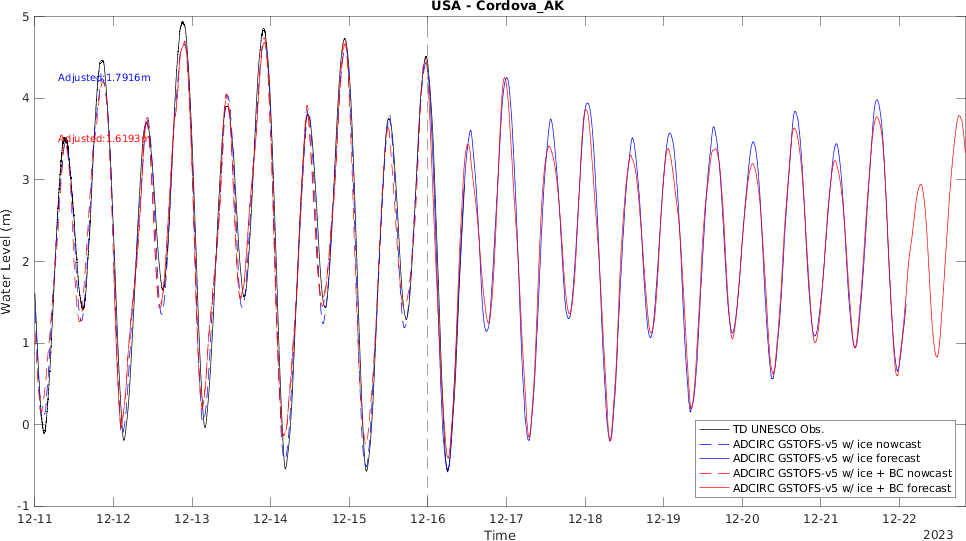 USA - Cordova_AK
5
4
3
2
1
0
-1
Water Level (m)
Adjusted:1.7916m
Adjusted:1.6193m
TD UNESCO Obs.
ADCIRC GSTOFS-v5 w/ ice nowcast
ADCIRC GSTOFS-v5 w/ ice forecast
ADCIRC GSTOFS-v5 w/ ice + BC nowcast
ADCIRC GSTOFS-v5 w/ ice + BC forecast
12-11 12-12 12-13 12-14 12-15 12-16 12-17 12-18 12-19 12-20 12-21 12-22
Time
2023